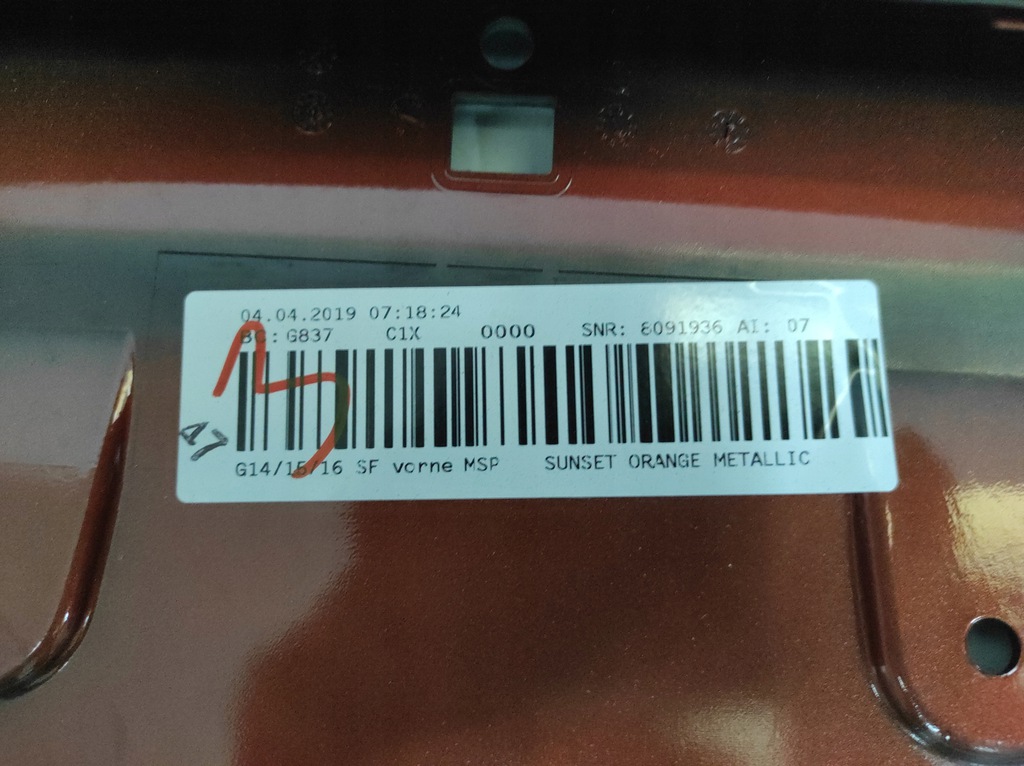 04.04.2019 07:18:24
BC: G837 C1X 0000 SNR: 8091936 AI: 07
47
G14/15/16 SF vorne MSP SUNSET ORANGE METALLIC